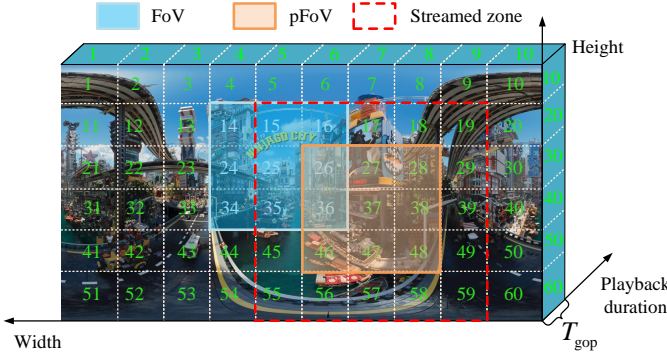 FoV pFoV Streamed zone
Height
1 2 3 4 5 6 7 8 9 10
1 2 3 4 5 6 7 8 9 10
11 12 13 14 15 16 17 18 19 20
21 22 23 24 25 26 27 28 29 30
31 32 33 34 35 36 37 38 39 40
41 42 43 44 45 46 47 48 49 50
51 52 53 54 55 56 57 58 59 60
10
20
30
40
50
60
Playback
duration
Width
T_gop